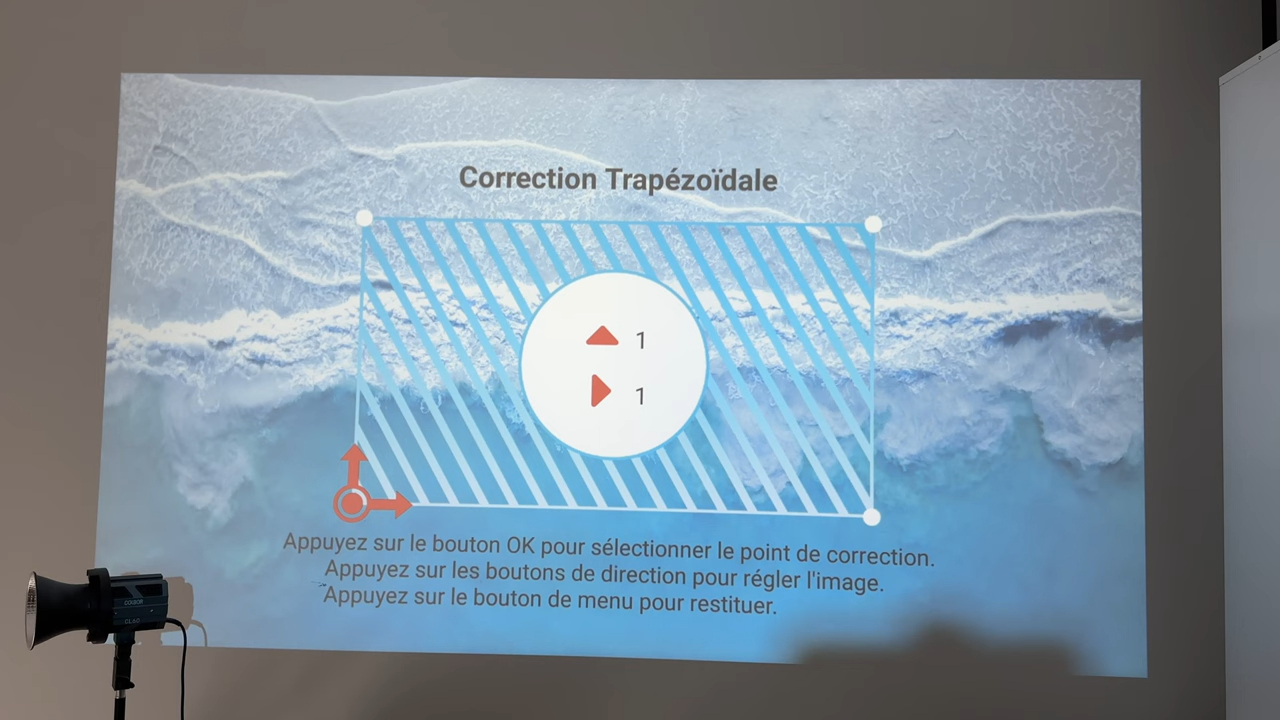 Correction Trapézoïdale
1
1
Appuyez sur le bouton OK pour sélectionner le point de correction.
Appuyez sur les boutons de direction pour régler l'image.
Appuyez sur le bouton de menu pour restituer.